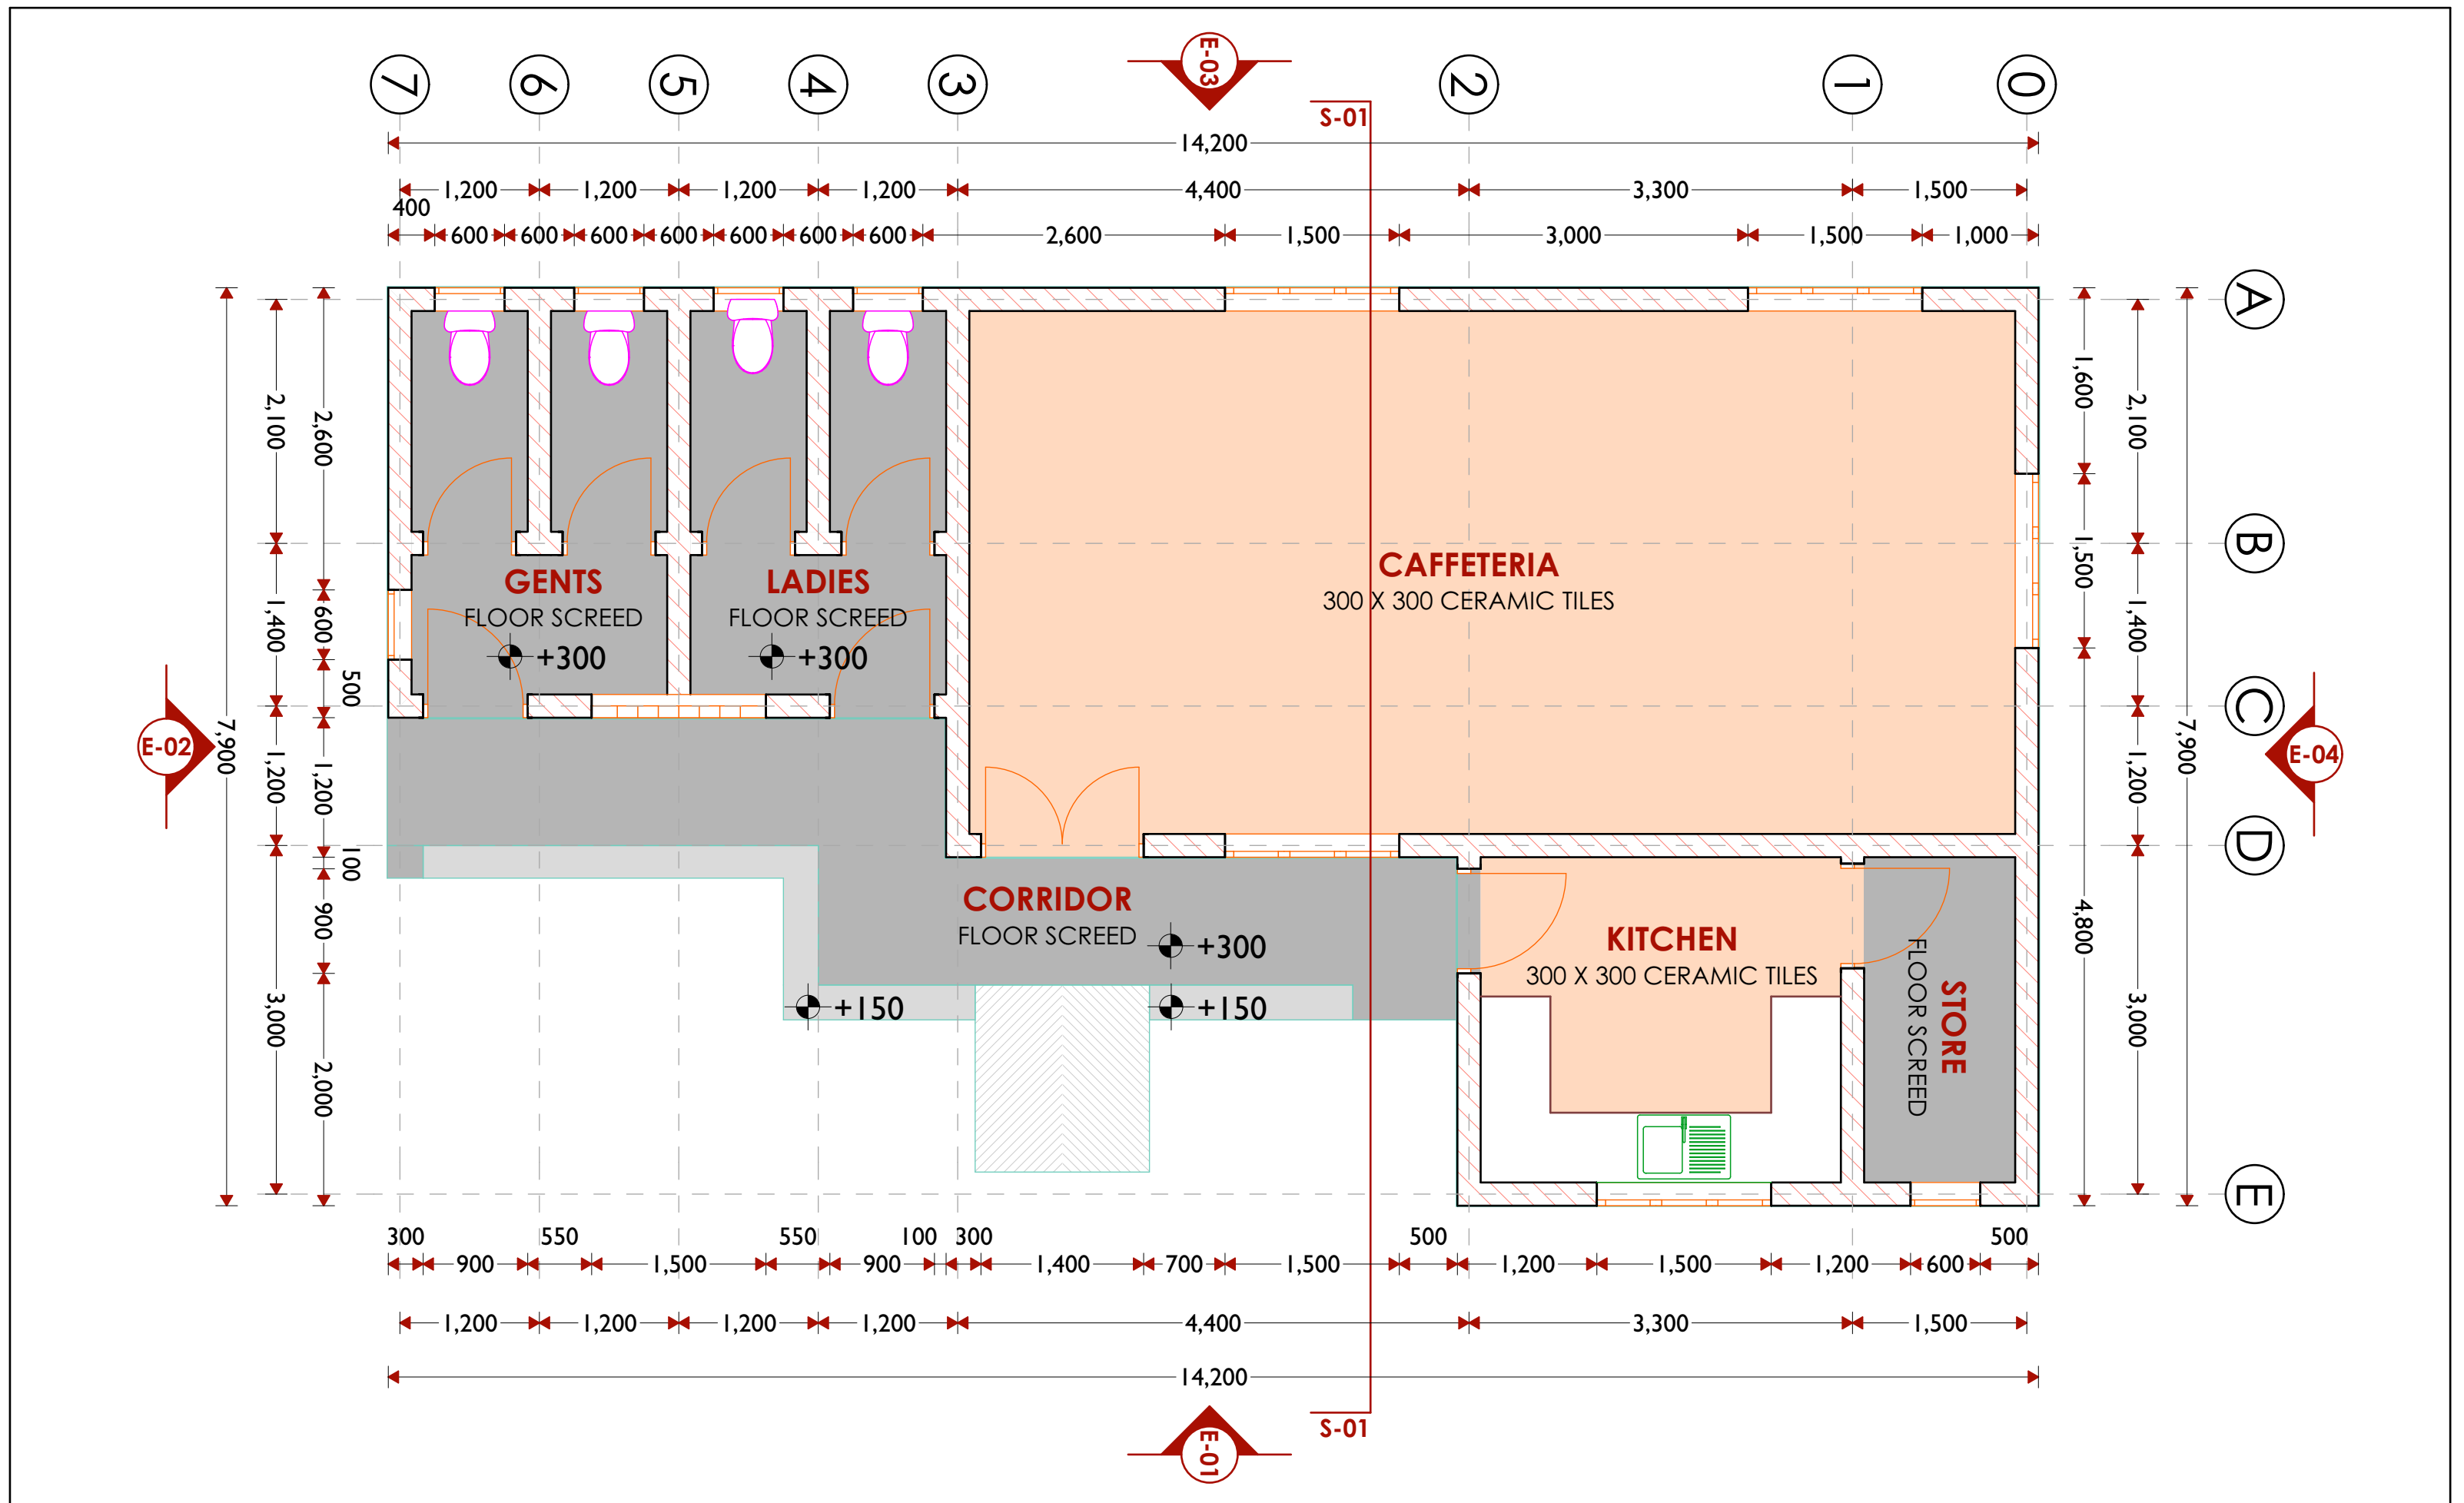 7 6 5 4 3 E-03 2 1 0
S-01
14,200
1,200 1,200 1,200 1,200 4,400 3,300 1,500
400
600 600 600 600 600 600 600 2,600 1,500 3,000 1,500 1,000
A
B
C
D
E
7,900
2,100 1,400 1,200 3,000
2,600 600 500 1,200 100 900 2,000
E-02
GENTS
FLOOR SCREED
+300
LADIES
FLOOR SCREED
+300
CAFFETERIA
300 X 300 CERAMIC TILES
CORRIDOR
FLOOR SCREED
+300
+150
+150
KITCHEN
300 X 300 CERAMIC TILES
STORE
FLOOR SCREED
1,600 1,500 4,800
2,100 1,400 1,200 3,000
7,900
E-04
300 550 550 100 300 500 500
900 1,500 900 1,400 700 1,500 1,200 1,500 1,200 600
1,200 1,200 1,200 1,200 4,400 3,300 1,500
14,200
S-01
E-01